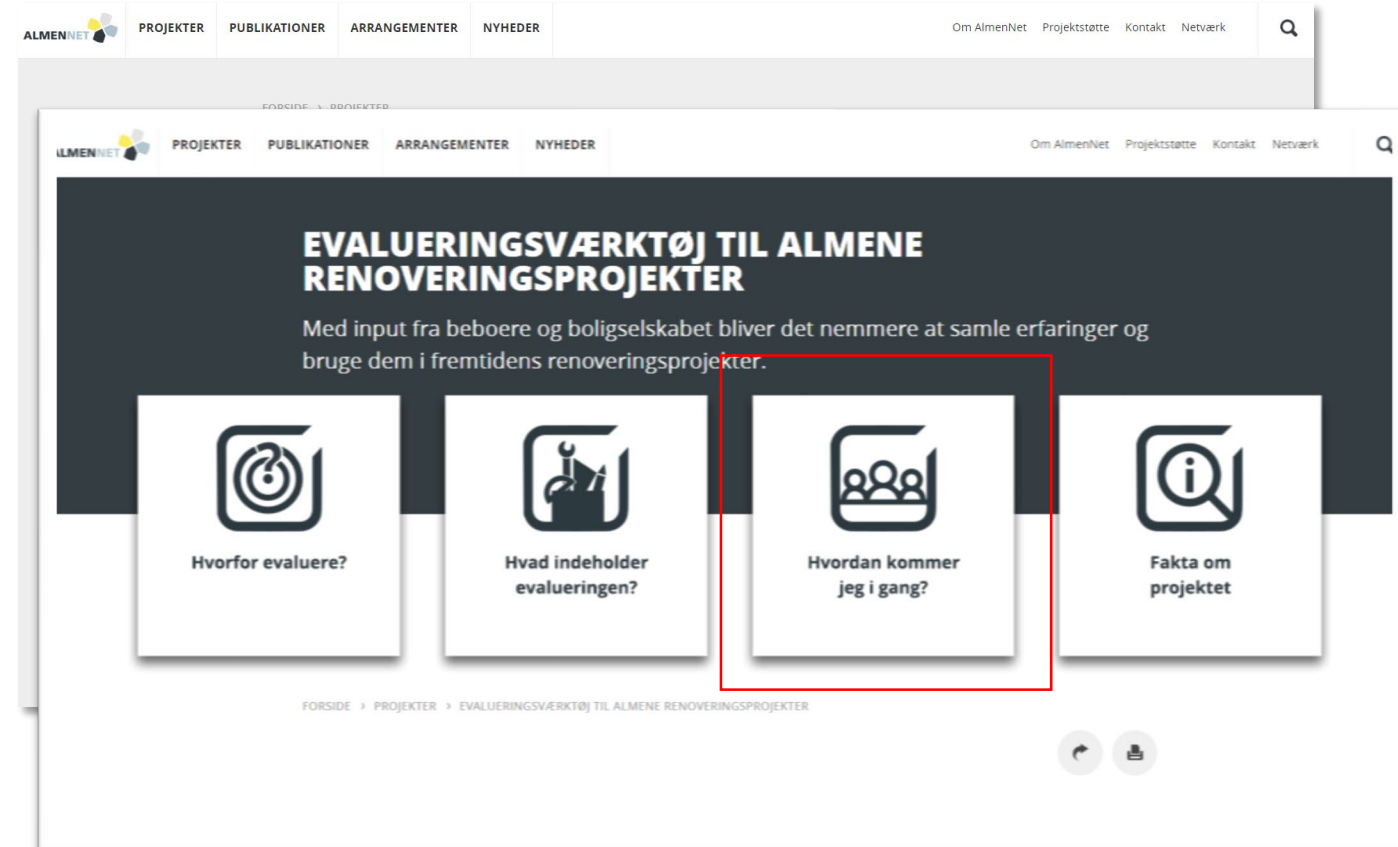 ALMENNET
PROJEKTER PUBLIKATIONER ARRANGEMENTER NYHEDER
Om AlmenNet Projektstøtte Kontakt Netværk
FORSIDE > PROJEKTER
ALMENNET
PROJEKTER PUBLIKATIONER ARRANGEMENTER NYHEDER
Om AlmenNet Projektstøtte Kontakt Netværk
EVALUERINGSVÆRKTØJ TIL ALMENE
RENOVERINGSPROJEKTER
Med input fra beboere og boligselskabet bliver det nemmere at samle erfaringer og
bruge dem i fremtidens renoveringsprojekter.
Hvorfor evaluere?
Hvad indeholder
evalueringen?
Hvordan kommer
jeg i gang?
Fakta om
projektet
FORSIDE > PROJEKTER > EVALUERINGSVÆRKTØJ TIL ALMENE RENOVERINGSPROJEKTER